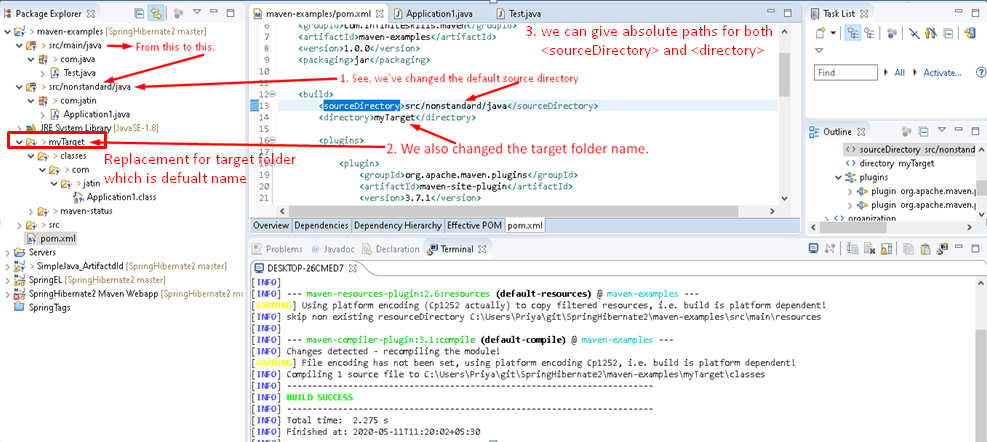 Package Explorer
maven-examples [SpringHibernate2 master]
src/main/java
From this to this.
com.java
Test.java
src/nonstandard/java
com.jatin
Application1.java
JRE System Library [JavaSE-1.8]
myTarget
classes
com
jatin
Application1.class
maven-status
src
pom.xml
Servers
SimpleJava_ArtifactdId [SpringHibernate2 master]
SpringEL [SpringHibernate2 master]
SpringHibernate2 Maven Webapp [SpringHibernate2 mas
SpringTags
Replacement for target folder
which is defualt name
maven-examples/pom.xml
Application1.java
Test.java
6 <groupId>com.infiniteskills.maven</groupId>
<artifactId>maven-examples</artifactId>
<version>1.0.0</version>
9 <packaging>jar</packaging>
10
<build>
13 <sourceDirectory>src/nonstandard/java</sourceDirectory>
14 <directory>myTarget</directory>
16 <plugins>
<plugin>
<groupId>org.apache.maven.plugins</groupId>
<artifactId>maven-site-plugin</artifactId>
<version>3.7.1</version>
3. we can give absolute paths for both
<sourceDirectory> and <directory>
1. See, we've changed the default source directory
2. We also changed the target folder name.
Overview Dependencies Dependency Hierarchy Effective POM pom.xml
Task List
Find
All
Activate...
Outline
sourceDirectory src/nonstand
directory myTarget
plugins
plugin org.apache.maven.
plugin org.apache.maven.
organization
Problems Javadoc Declaration Terminal
DESKTOP-26CMED7
[INFO]
[INFO] --- maven-resources-plugin:2.6:resources (default-resources) @ maven-examples ---
[WARNING] Using platform encoding (Cp1252 actually) to copy filtered resources, i.e. build is platform dependent!
[INFO] skip non existing resourceDirectory C:\Users\Priya\git\SpringHibernate2\maven-examples\src\main\resources
[INFO]
[INFO] --- maven-compiler-plugin:3.1:compile (default-compile) @ maven-examples ---
[INFO] Changes detected - recompiling the module!
[WARNING] File encoding has not been set, using platform encoding Cp1252, i.e. build is platform dependent!
[INFO] Compiling 1 source file to C:\Users\Priya\git\SpringHibernate2\maven-examples\myTarget\classes
[INFO] ------------------------------------------------------------------------
[INFO] BUILD SUCCESS
[INFO] ------------------------------------------------------------------------
[INFO] Total time: 2.275 s
[INFO] Finished at: 2020-05-11T11:20:02+05:30